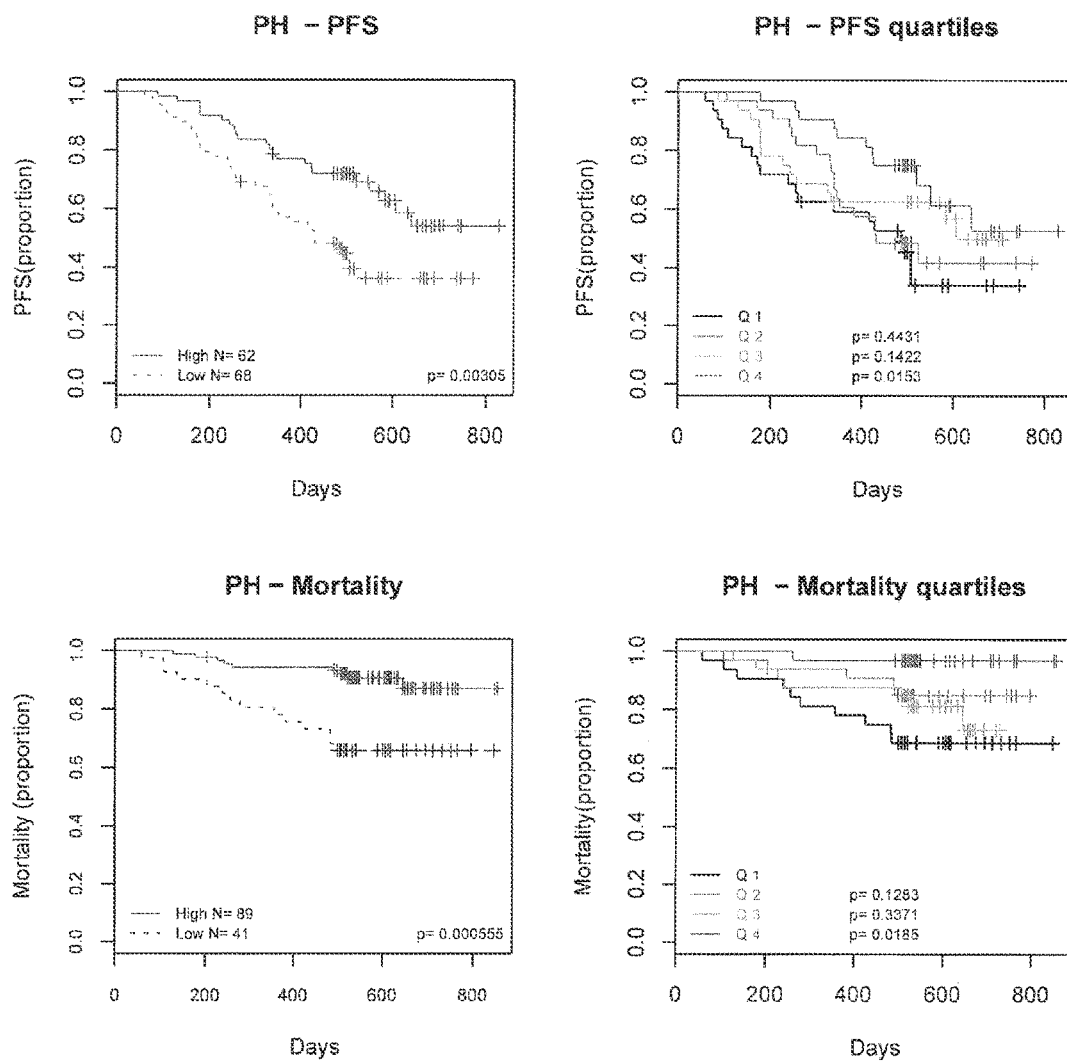 PH – PFS
PFS(proportion)
1.0
0.8
0.6
0.4
0.2
0.0
High N= 62
Low N= 68
p= 0.00305
0 200 400 600 800
Days
PH – PFS quartiles
PFS(proportion)
1.0
0.8
0.6
0.4
0.2
0.0
Q 1
Q 2 p= 0.4431
Q 3 p= 0.1422
Q 4 p= 0.0153
0 200 400 600 800
Days
PH – Mortality
Mortality (proportion)
1.0
0.8
0.6
0.4
0.2
0.0
High N= 89
Low N= 41
p= 0.000555
0 200 400 600 800
Days
PH – Mortality quartiles
Mortality(proportion)
1.0
0.8
0.6
0.4
0.2
0.0
Q 1
Q 2 p= 0.1283
Q 3 p= 0.3371
Q 4 p= 0.0185
0 200 400 600 800
Days